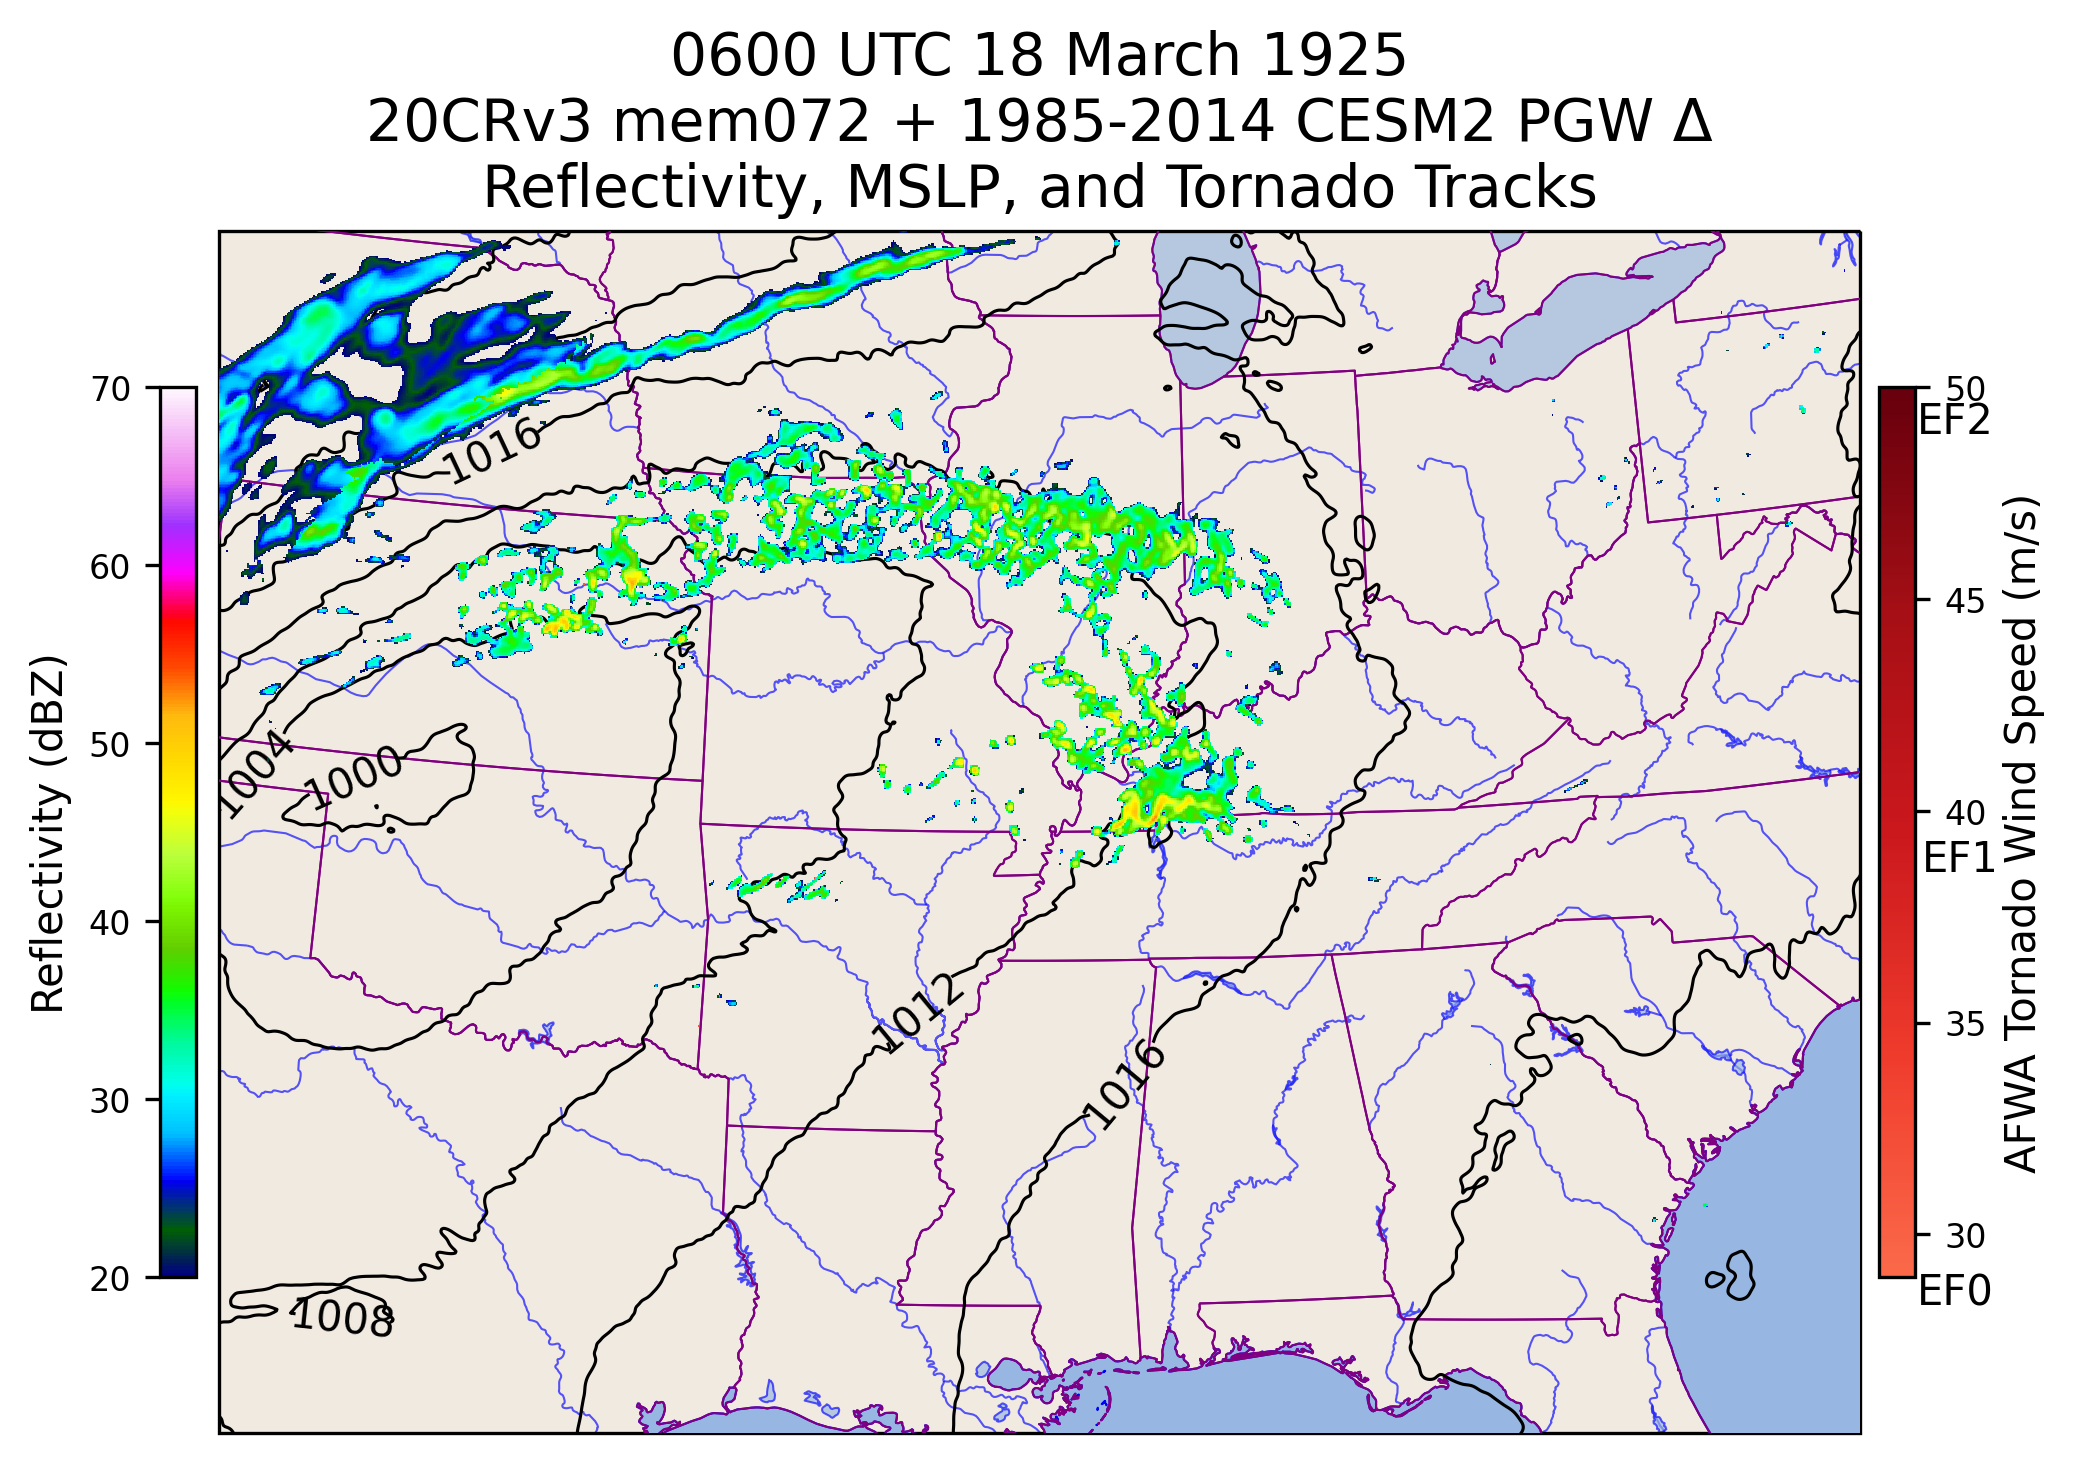 0600 UTC 18 March 1925
20CRv3 mem072 + 1985-2014 CESM2 PGW Δ
Reflectivity, MSLP, and Tornado Tracks
70
60
50
40
30
20
Reflectivity (dBZ)
1016
1004
1000
1012
1016
1008
50
EF2
45
40
EF1
35
30
EF0
AFWA Tornado Wind Speed (m/s)